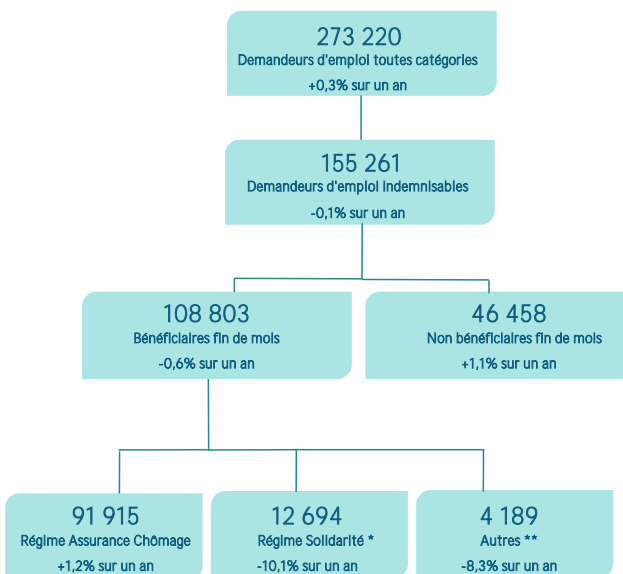 273 220
Demandeurs d'emploi toutes catégories
+0,3% sur un an
155 261
Demandeurs d'emploi indemnisables
-0,1% sur un an
108 803
Bénéficiaires fin de mois
-0,6% sur un an
46 458
Non bénéficiaires fin de mois
+1,1% sur un an
91 915
Régime Assurance Chômage
+1,2% sur un an
12 694
Régime Solidarité *
-10,1% sur un an
4 189
Autres **
-8,3% sur un an